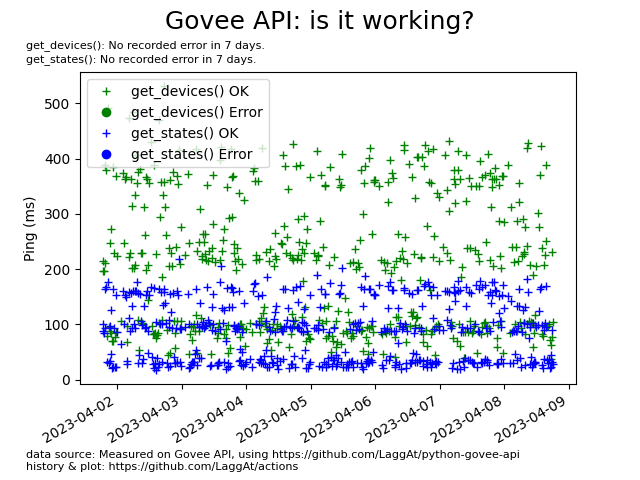 Govee API: is it working?
get_devices(): No recorded error in 7 days.
get_states(): No recorded error in 7 days.
get_devices() OK
get_devices() Error
get_states() OK
get_states() Error
Ping (ms)
500
400
300
200
100
0
2023-04-02
2023-04-03
2023-04-04
2023-04-05
2023-04-06
2023-04-07
2023-04-08
2023-04-09
data source: Measured on Govee API, using https://github.com/LaggAt/python-govee-api
history & plot: https://github.com/LaggAt/actions